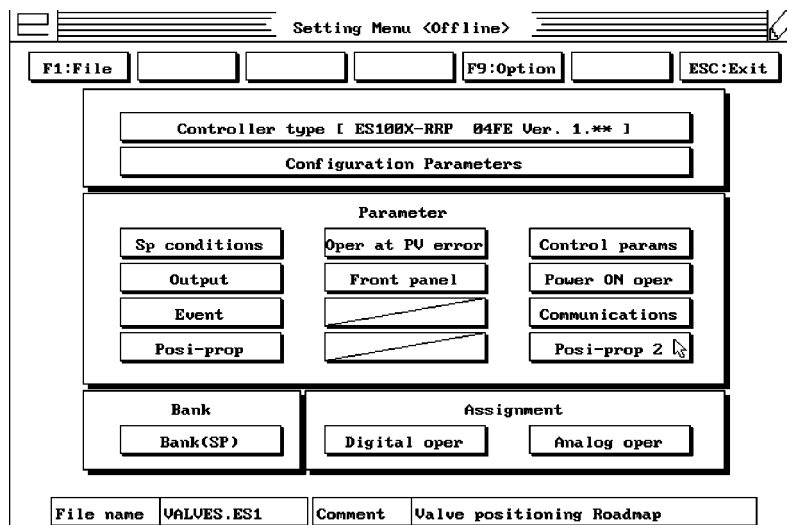 Setting Menu <Offline>
F1:File F9:Option ESC:Exit
Controller type [ ES100X-RRP 04FE Ver. 1.** ]
Configuration Parameters
Parameter
Sp conditions Oper at PV error Control params
Output Front panel Power ON oper
Event Communications
Posi-prop Posi-prop 2
Bank Assignment
Bank(SP) Digital oper Analog oper
File name VALVES.ES1 Comment Valve positioning Roadmap